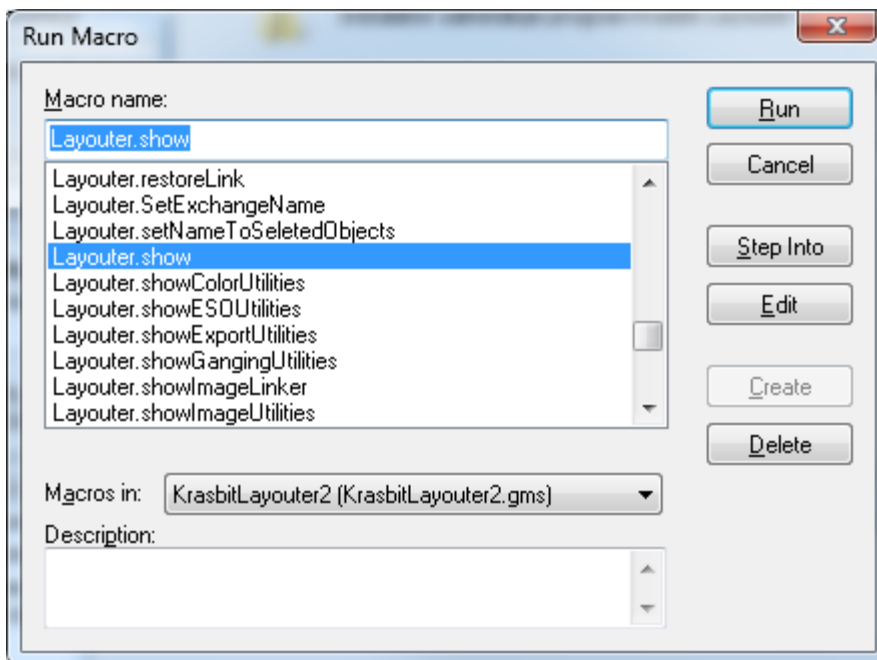 Run Macro
Macro name:
Layouter.show
Layouter.restoreLink
Layouter.SetExchangeName
Layouter.setNameToSeletedObjects
Layouter.show
Layouter.showColorUtilities
Layouter.showESOUtilities
Layouter.showExportUtilities
Layouter.showGangingUtilities
Layouter.showImageLinker
Layouter.showImageUtilities
Macros in:
KrasbitLayouter2 (KrasbitLayouter2.gms)
Description:
Run
Cancel
Step Into
Edit
Create
Delete